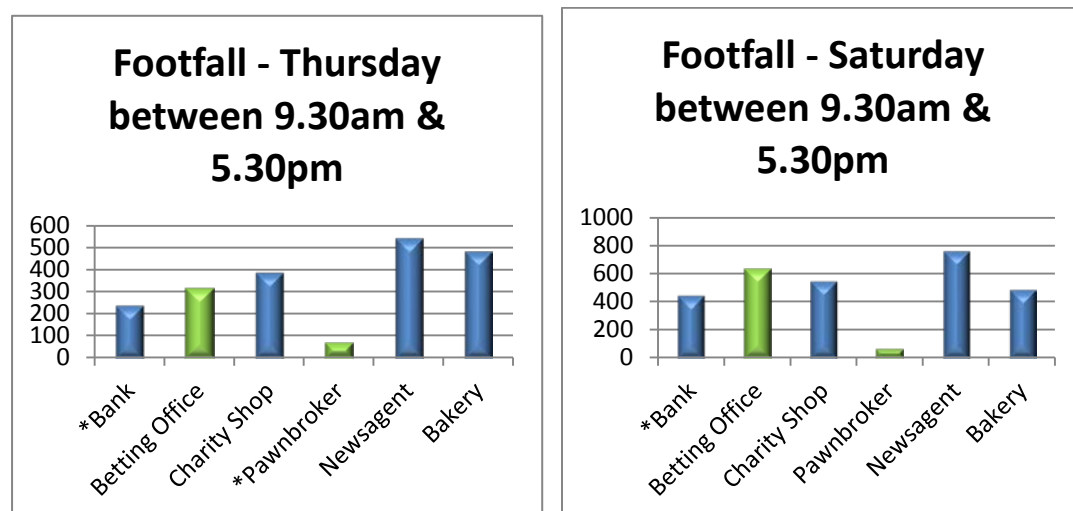 Footfall - Thursday
between 9.30am &
5.30pm
600
500
400
300
200
100
0
*Bank
Betting Office
Charity Shop
*Pawnbroker
Newsagent
Bakery
Footfall - Saturday
between 9.30am &
5.30pm
1000
800
600
400
200
0
*Bank
Betting Office
Charity Shop
Pawnbroker
Newsagent
Bakery